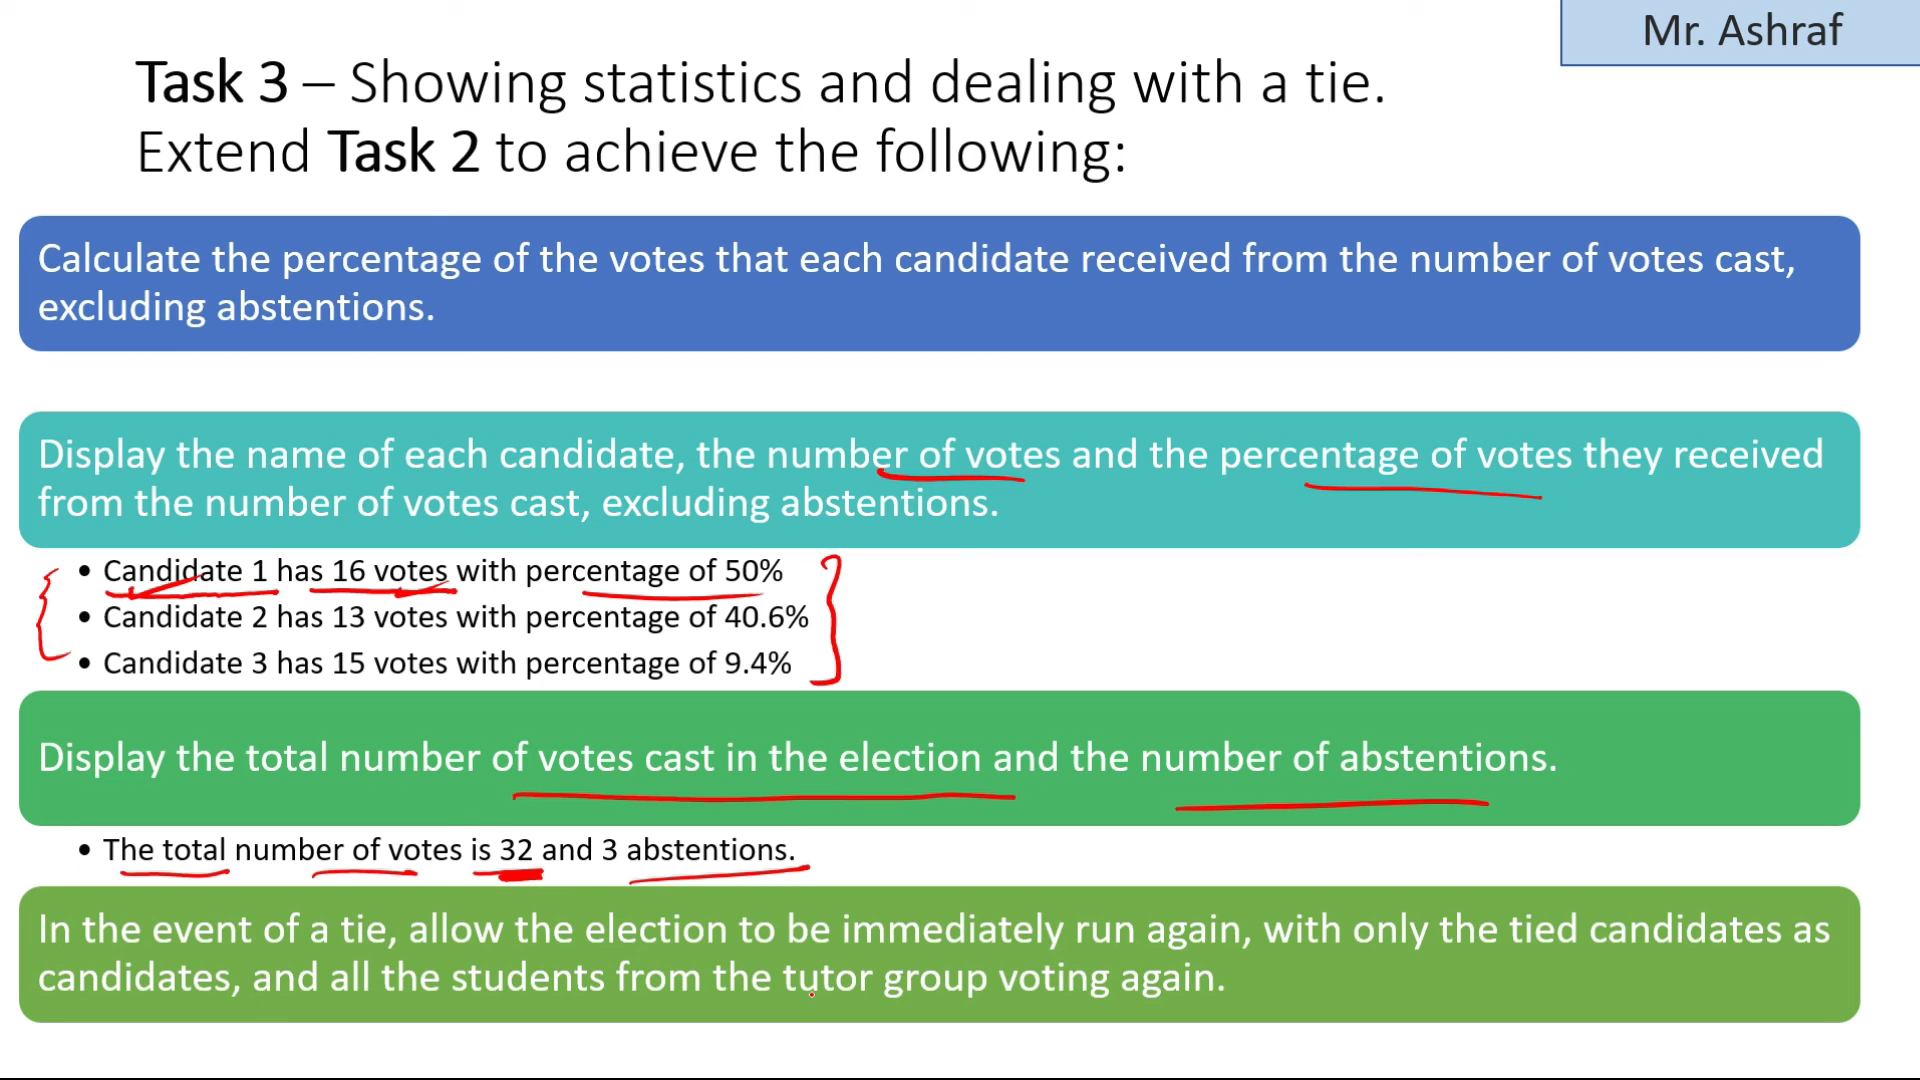 Mr. Ashraf
Task 3 – Showing statistics and dealing with a tie.
Extend Task 2 to achieve the following:
Calculate the percentage of the votes that each candidate received from the number of votes cast,
excluding abstentions.
Display the name of each candidate, the number of votes and the percentage of votes they received
from the number of votes cast, excluding abstentions.
• Candidate 1 has 16 votes with percentage of 50%
• Candidate 2 has 13 votes with percentage of 40.6%
• Candidate 3 has 15 votes with percentage of 9.4%
Display the total number of votes cast in the election and the number of abstentions.
• The total number of votes is 32 and 3 abstentions.
In the event of a tie, allow the election to be immediately run again, with only the tied candidates as
candidates, and all the students from the tutor group voting again.